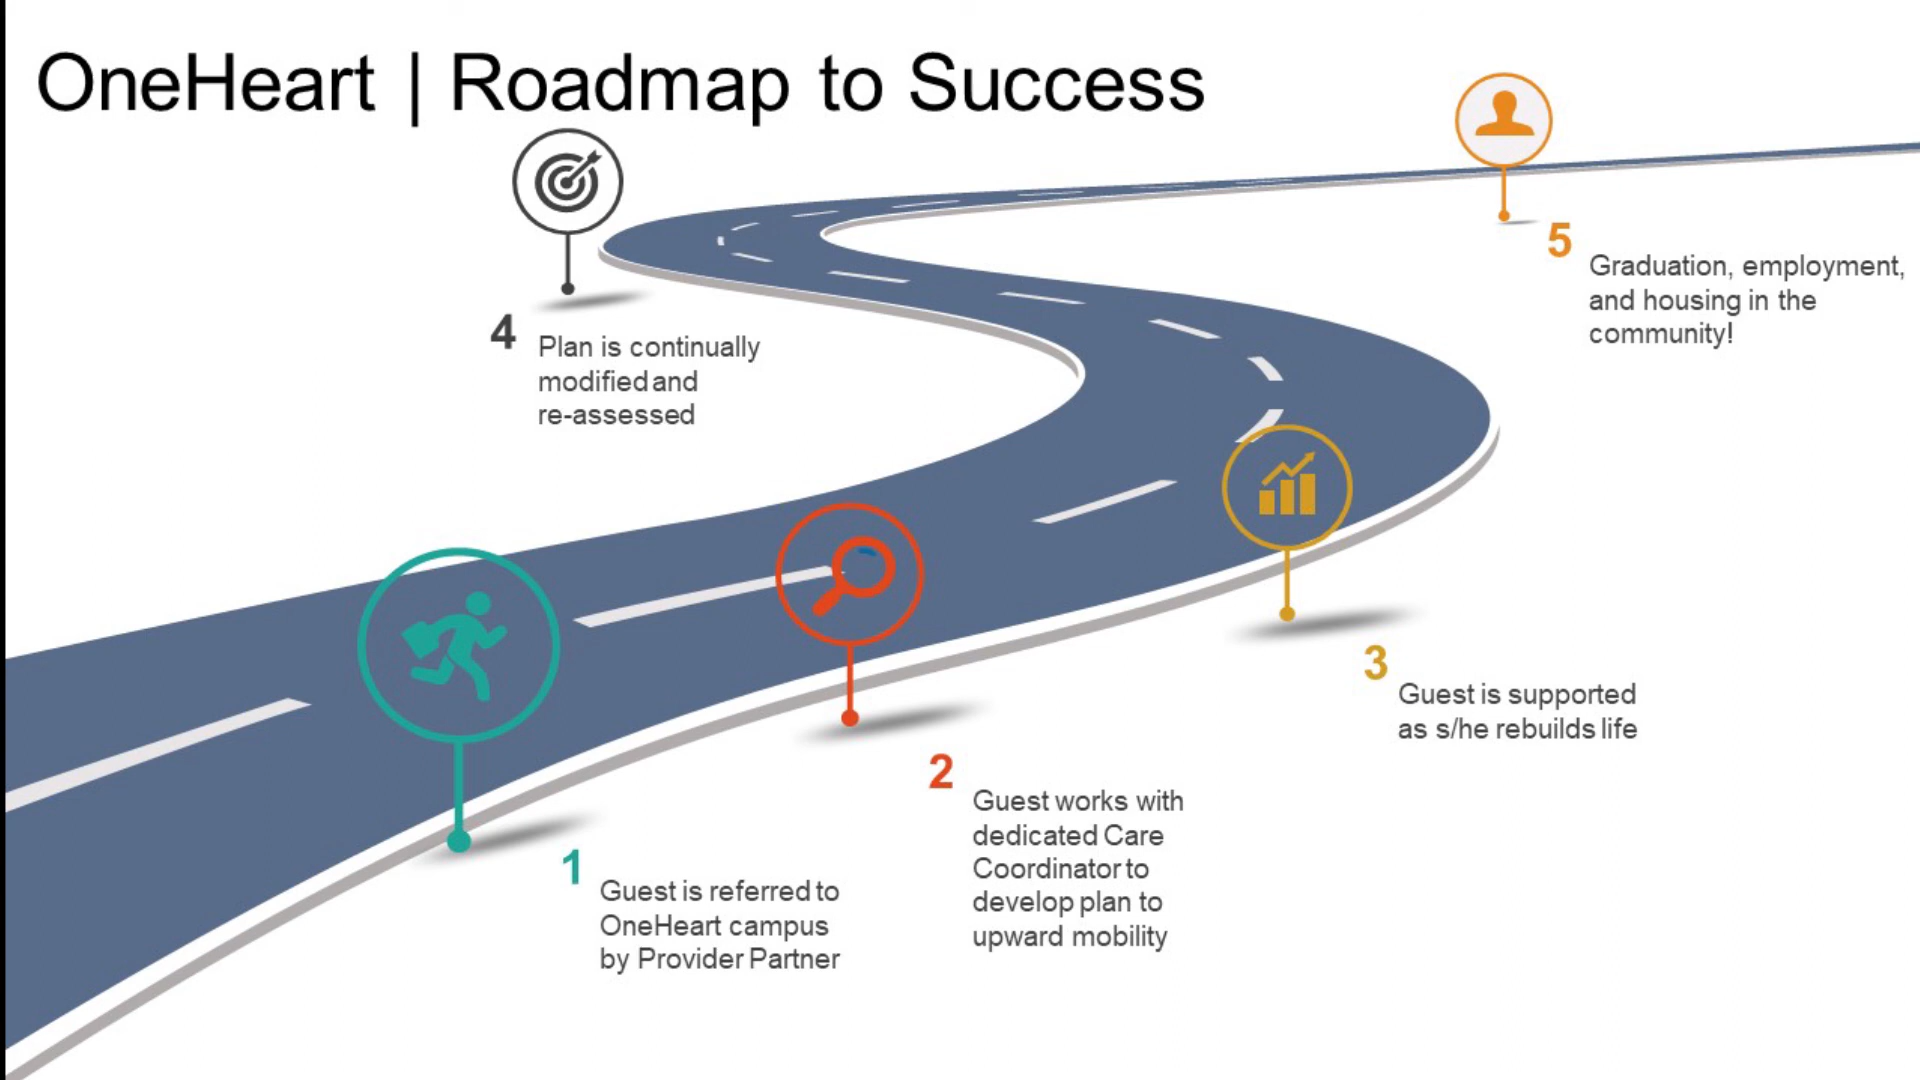 OneHeart | Roadmap to Success
1
Guest is referred to
OneHeart campus
by Provider Partner
2
Guest works with
dedicated Care
Coordinator to
develop plan to
upward mobility
3
Guest is supported
as s/he rebuilds life
4
Plan is continually
modified and
re-assessed
5
Graduation, employment,
and housing in the
community!